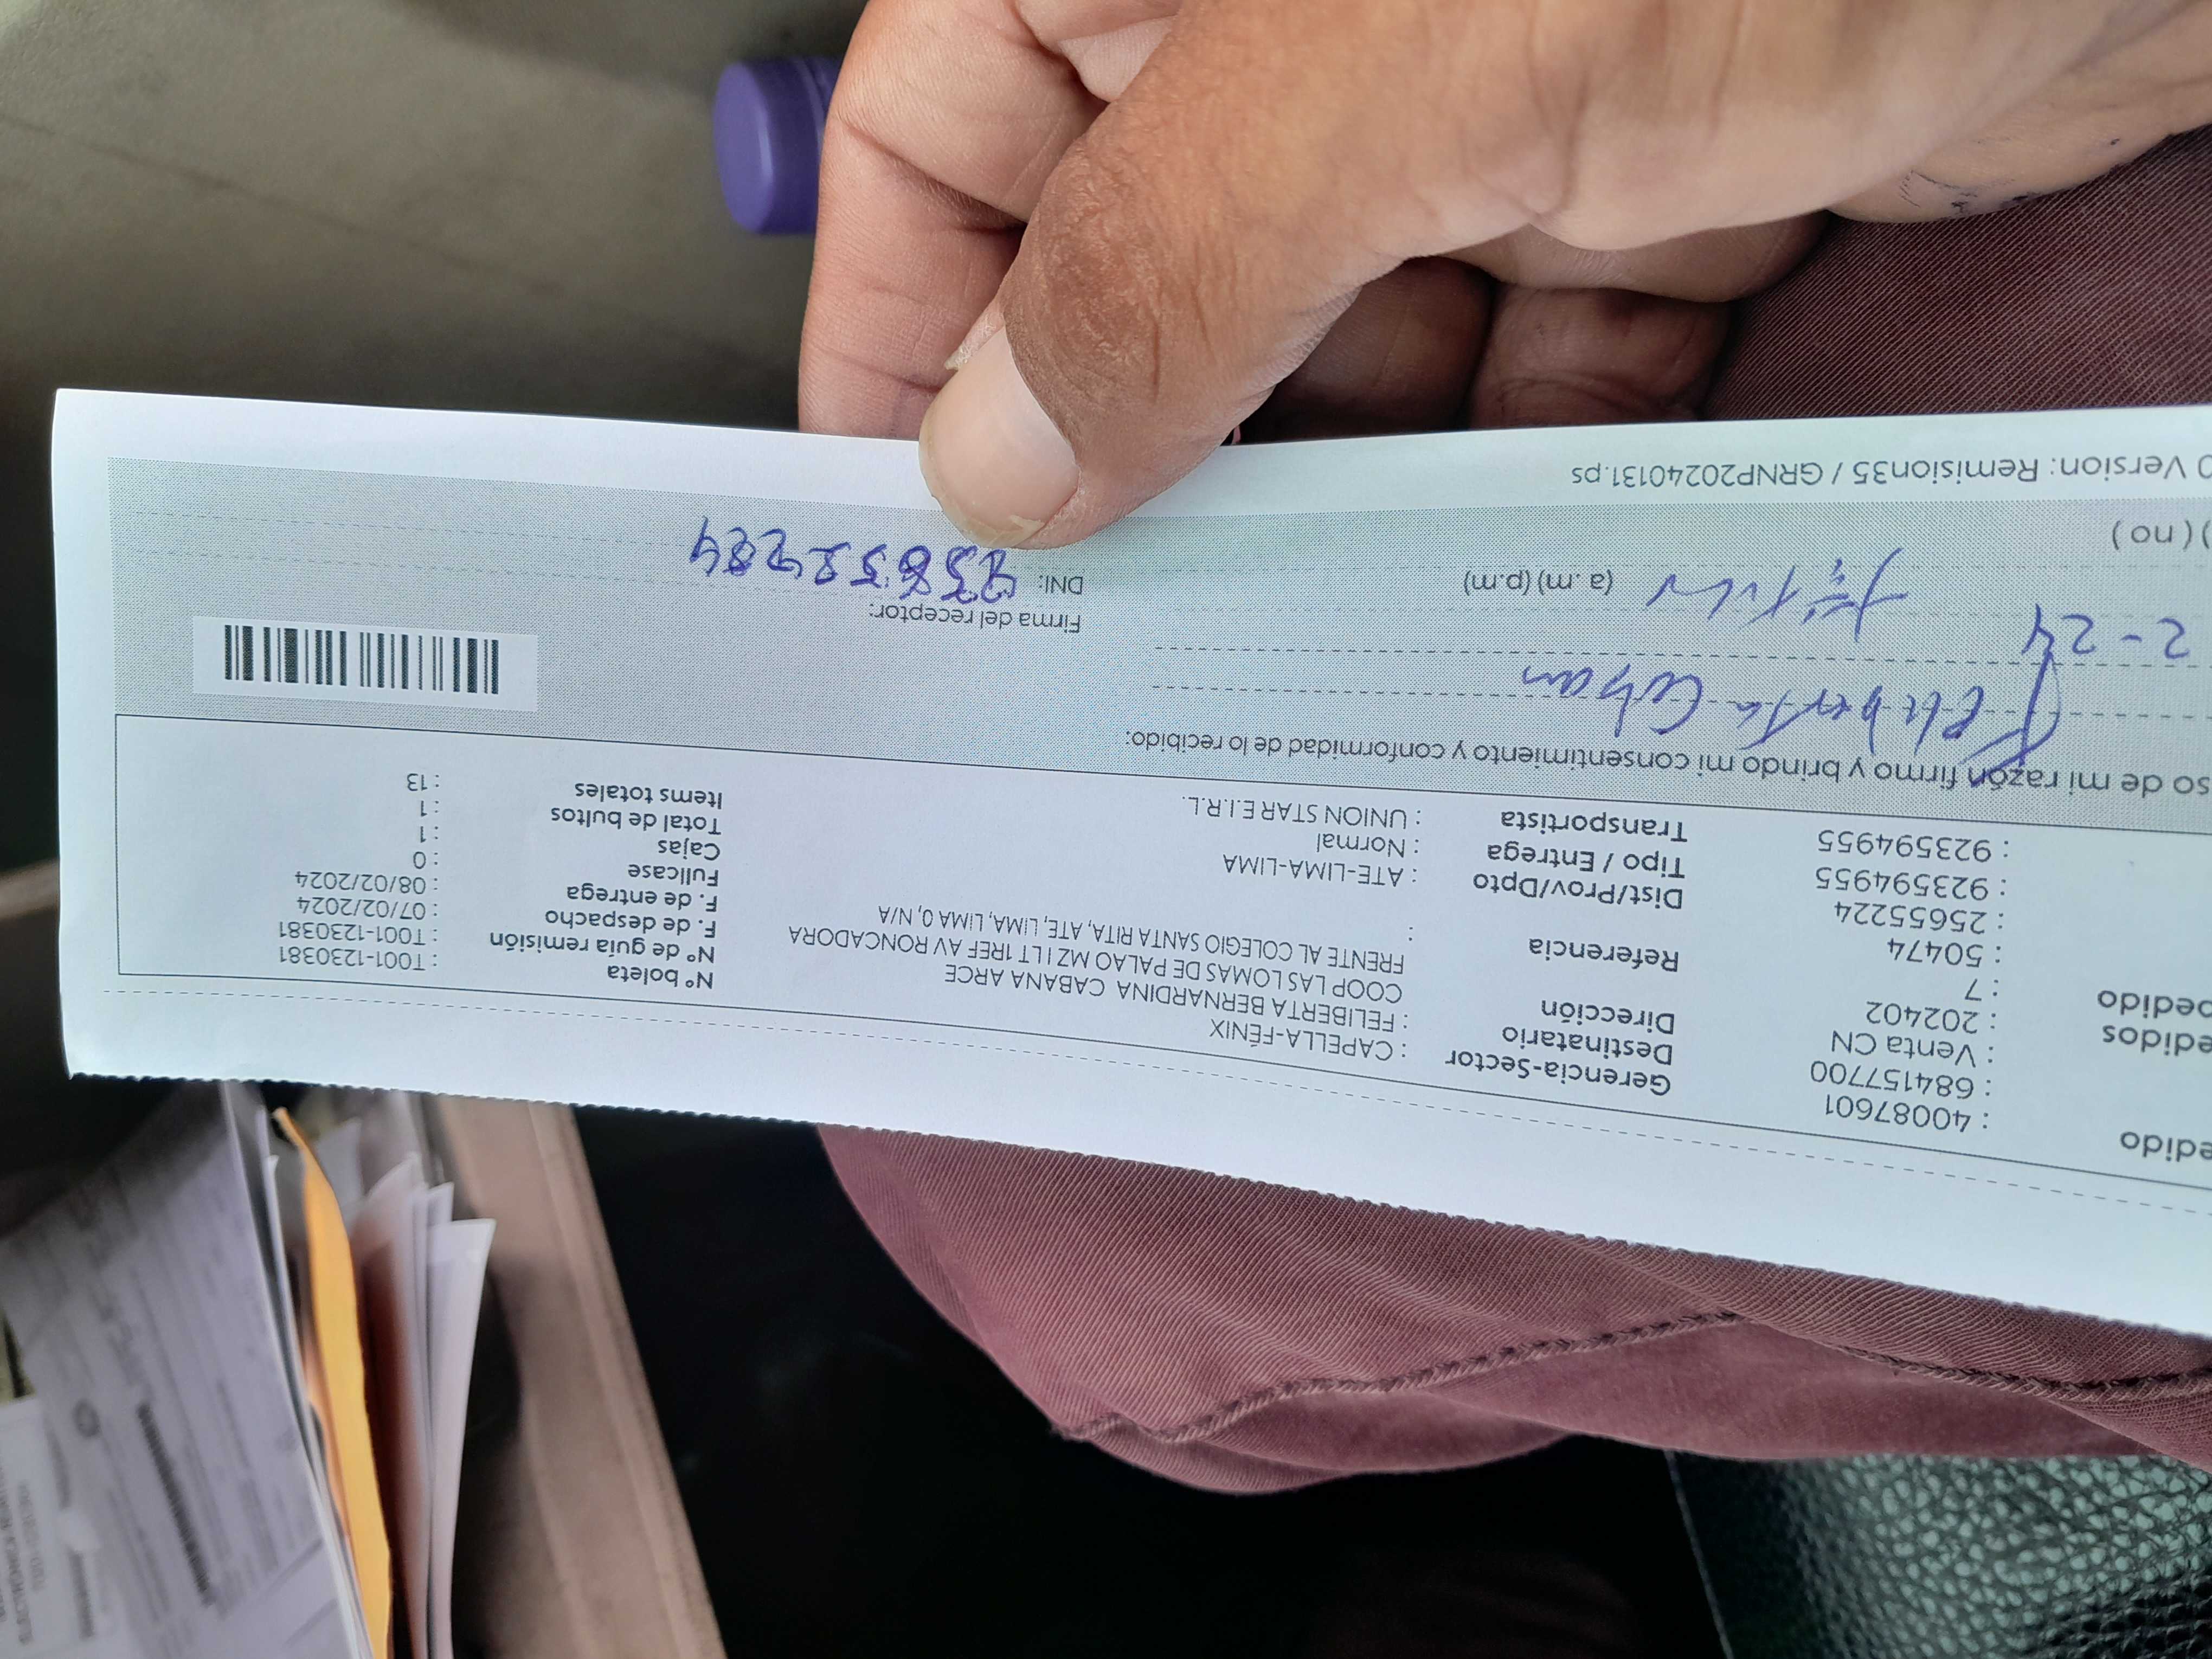 edido : 40087601 Gerencia-Sector : CAPELLA-FÉNIX Nº boleta : T001-1230381
: 684157700 Destinatario : FELIBERTA BERNARDINA CABANA ARCE Nº de guía remisión : T001-1230381
edidos : Venta CN Dirección COOP LAS LOMAS DE PALAO MZ I LT 1REF AV RONCADORA F. de despacho : 07/02/2024
pedido : 202402 FRENTE AL COLEGIO SANTA RITA, ATE, LIMA, LIMA 0, N/A F. de entrega : 08/02/2024
: 7 Referencia : Fullcase : 0
: 50474 Dist/Prov/Dpto : ATE-LIMA-LIMA Cajas : 1
: 25655224 Tipo / Entrega : Normal Total de bultos : 1
: 923594955 Transportista : UNION STAR E.I.R.L. Items totales : 13
: 923594955
so de mi razón firmo y brindo mi consentimiento y conformidad de lo recibido:
Feliberta Caban
2-24
(a. m) (p.m)
Firma del receptor:
DNI:
) ( no )
0 Version: Remision35 / GRNP20240131.ps